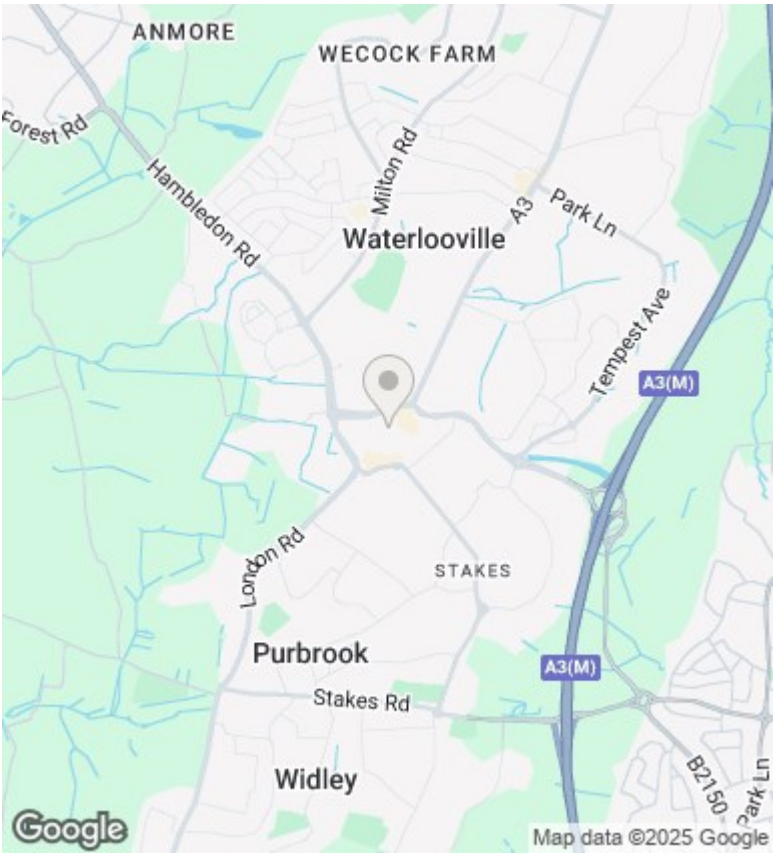 ANMORE
WECOCK FARM
Forest Rd
Milton Rd
Hambledon Rd
A3
Park Ln
Waterlooville
Tempest Ave
A3(M)
London Rd
STAKES
Purbrook
A3(M)
Stakes Rd
Widley
B2150
Park Ln
Google
Map data ©2025 Google